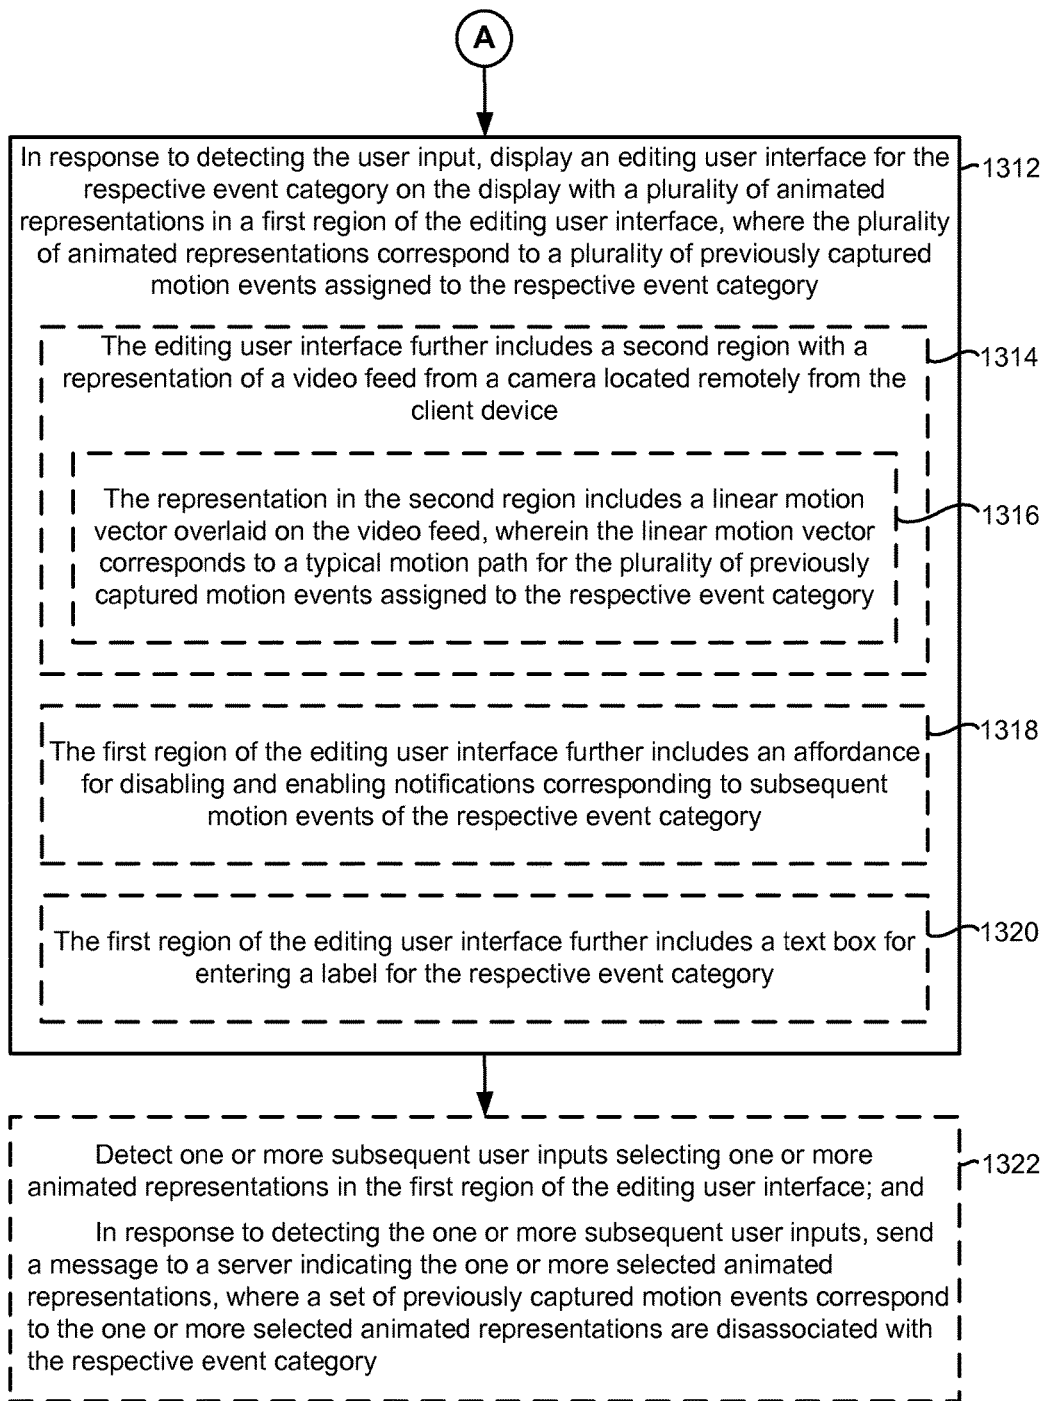 A
In response to detecting the user input, display an editing user interface for the
respective event category on the display with a plurality of animated
representations in a first region of the editing user interface, where the plurality
of animated representations correspond to a plurality of previously captured
motion events assigned to the respective event category
1312
The editing user interface further includes a second region with a
representation of a video feed from a camera located remotely from the
client device
1314
The representation in the second region includes a linear motion
vector overlaid on the video feed, wherein the linear motion vector
corresponds to a typical motion path for the plurality of previously
captured motion events assigned to the respective event category
1316
The first region of the editing user interface further includes an affordance
for disabling and enabling notifications corresponding to subsequent
motion events of the respective event category
1318
The first region of the editing user interface further includes a text box for
entering a label for the respective event category
1320
Detect one or more subsequent user inputs selecting one or more
animated representations in the first region of the editing user interface; and
In response to detecting the one or more subsequent user inputs, send
a message to a server indicating the one or more selected animated
representations, where a set of previously captured motion events correspond
to the one or more selected animated representations are disassociated with
the respective event category
1322